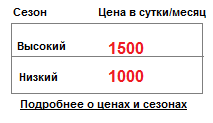 Сезон Цена в сутки/месяц
Высокий 1500
Низкий 1000
Подробнее о ценах и сезонах